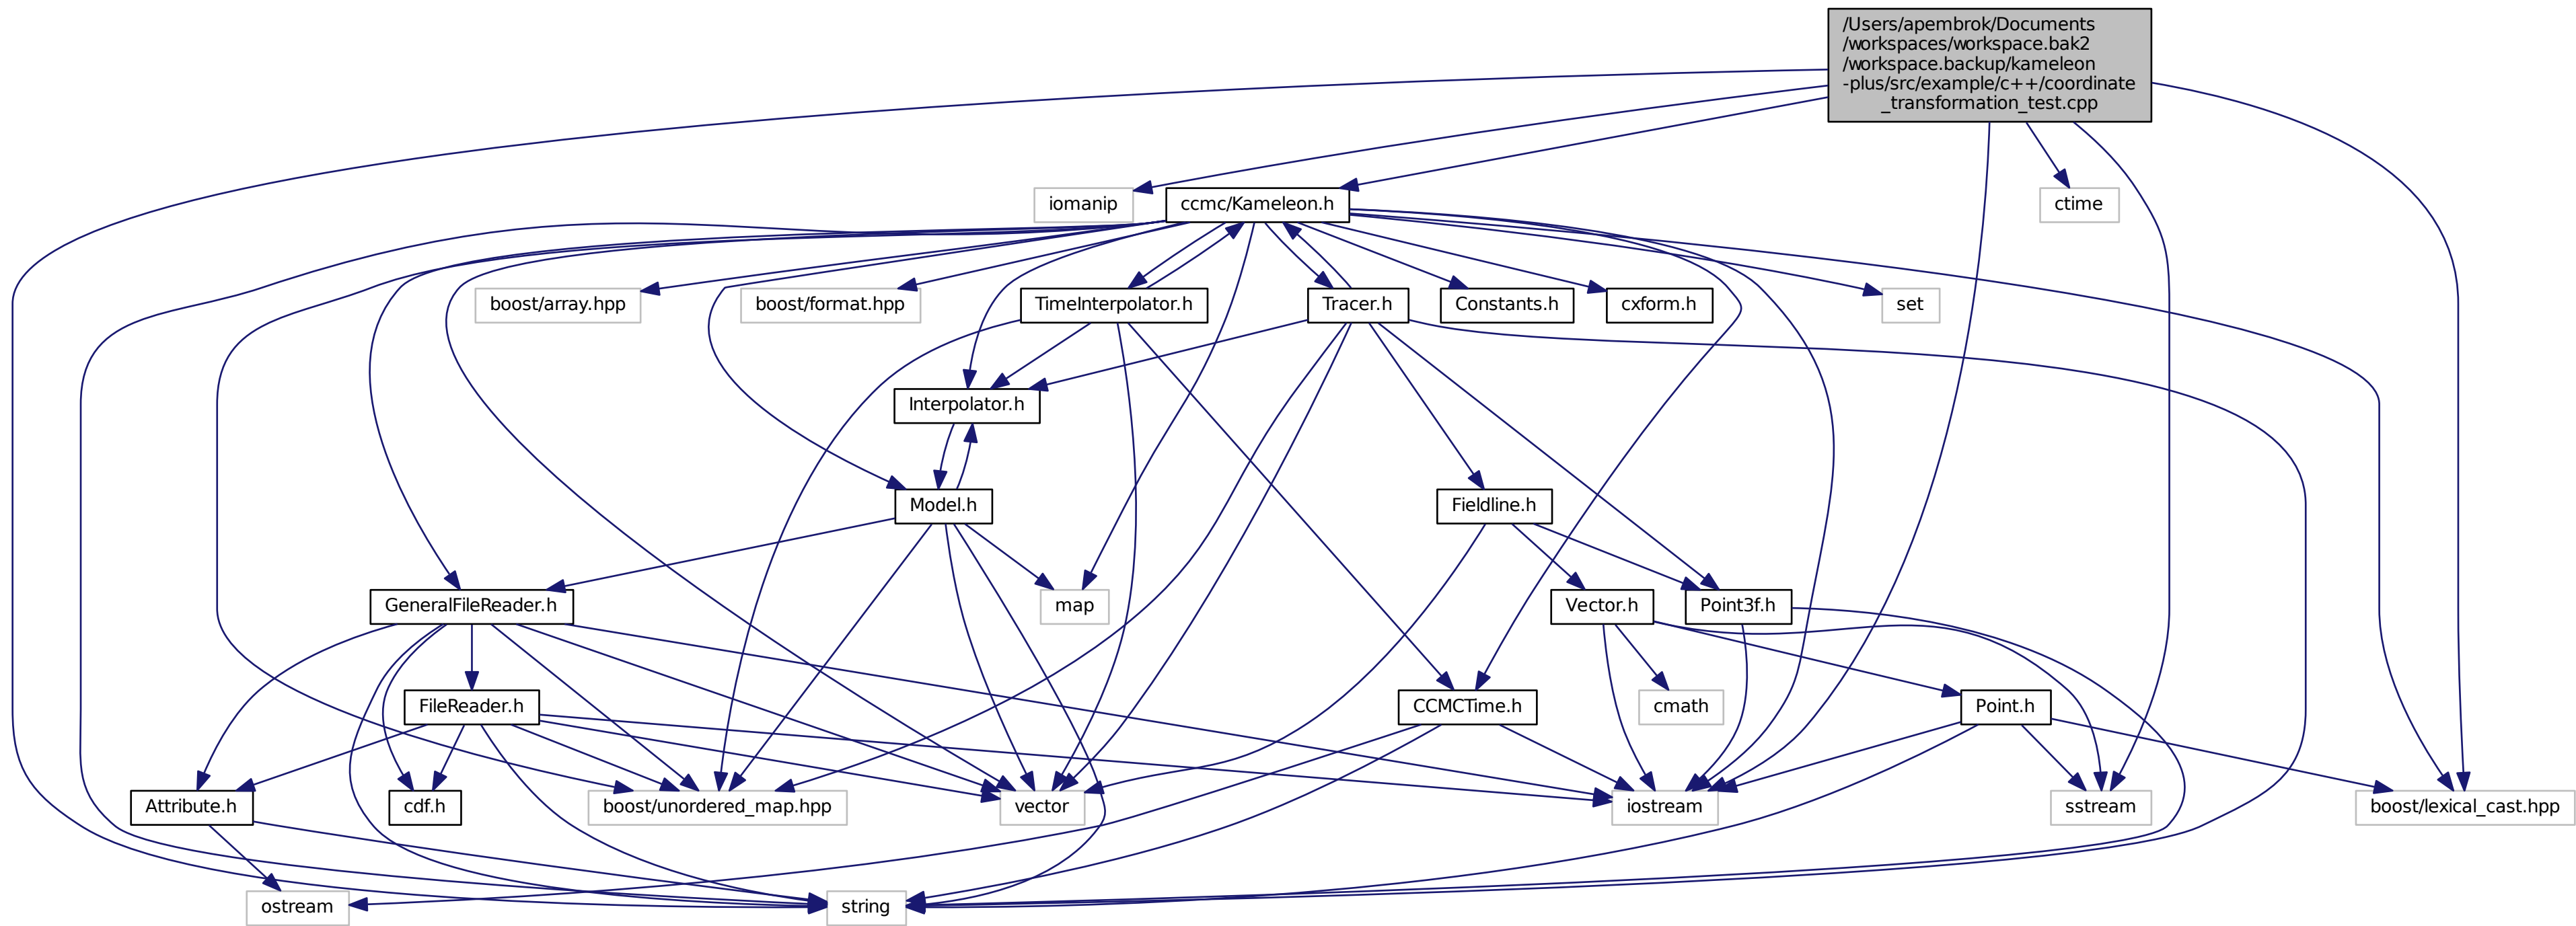 /Users/apembrok/Documents
/workspaces/workspace.bak2
/workspace.backup/kameleon
-plus/src/example/c++/coordinate
_transformation_test.cpp
iomanip
ccmc/Kameleon.h
ctime
boost/array.hpp
boost/format.hpp
TimeInterpolator.h
Tracer.h
Constants.h
cxform.h
set
Interpolator.h
Model.h
Fieldline.h
GeneralFileReader.h
map
Vector.h
Point3f.h
FileReader.h
CCMCTime.h
cmath
Point.h
Attribute.h
cdf.h
boost/unordered_map.hpp
vector
iostream
sstream
boost/lexical_cast.hpp
ostream
string